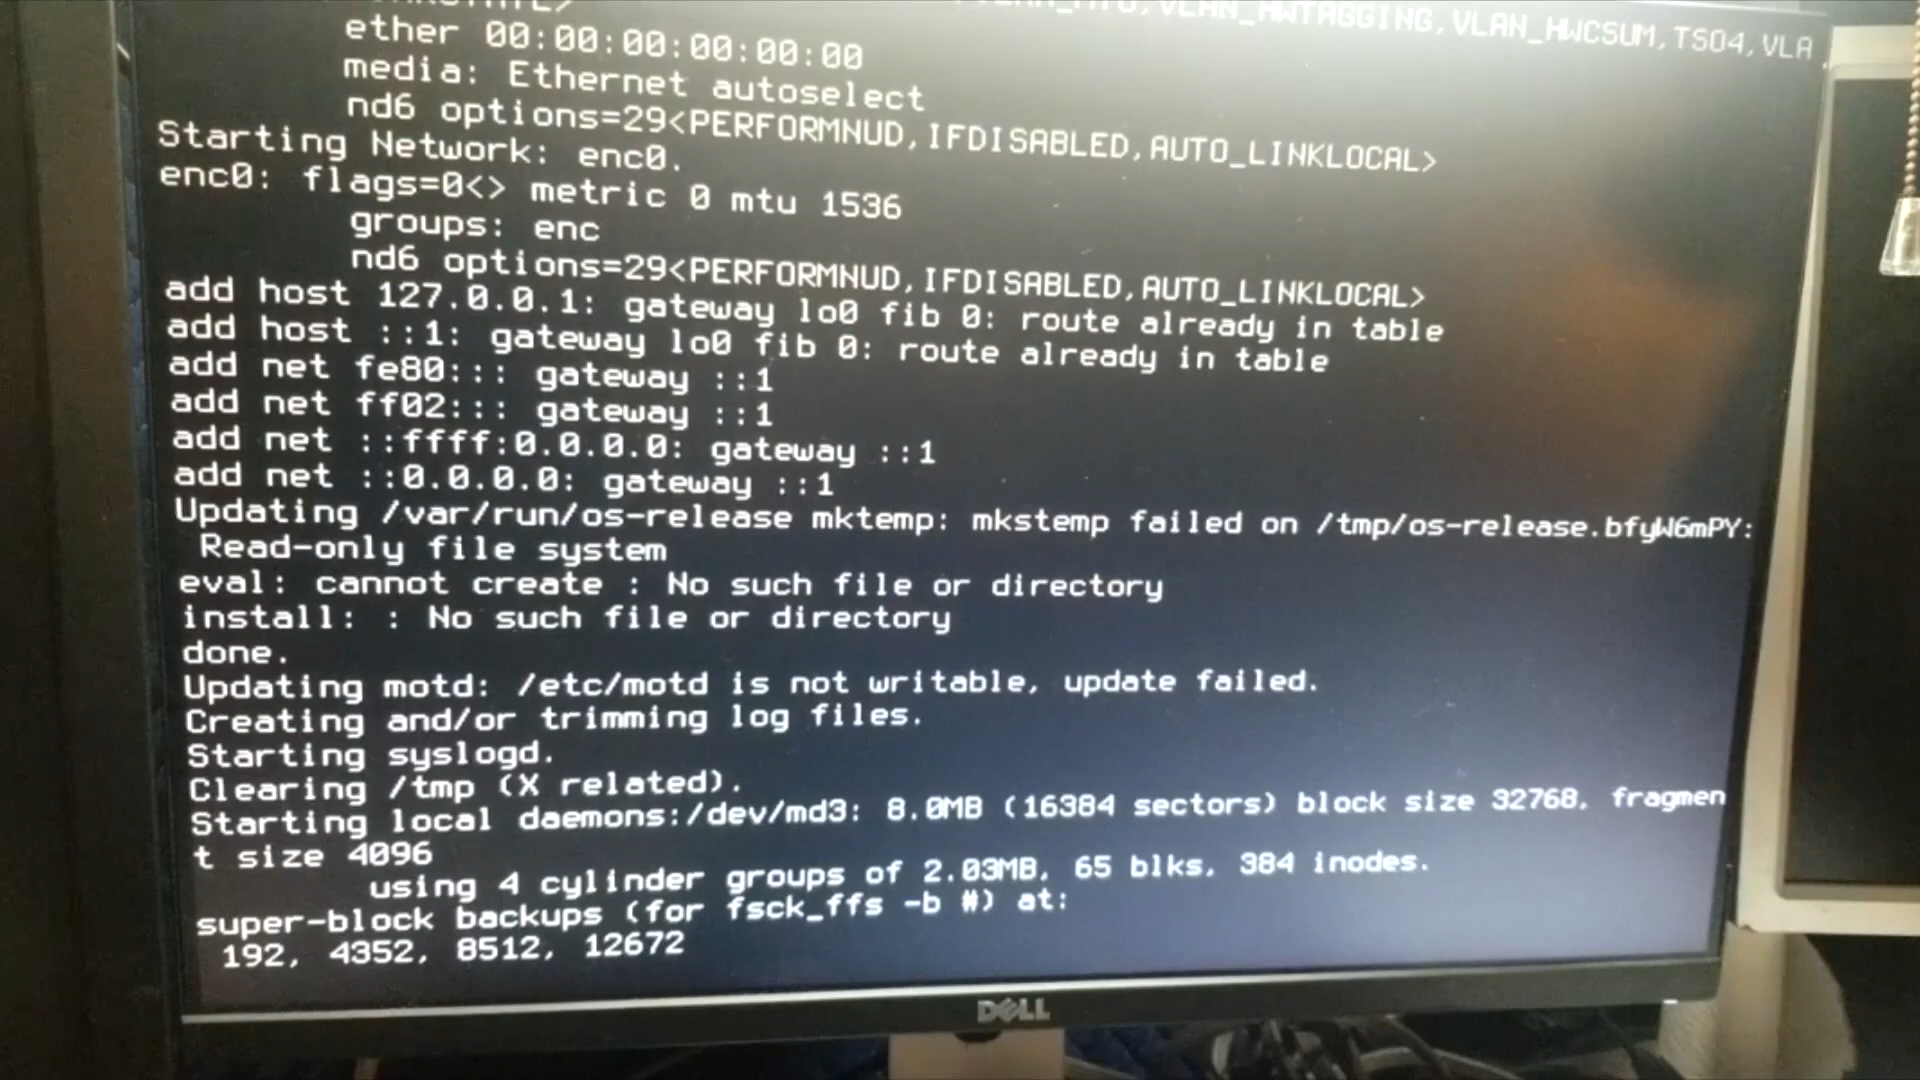 VLAN_HWTAGGING,VLAN_HWCSUM,TSO4,VLA
ether 00:00:00:00:00:00
media: Ethernet autoselect
nd6 options=29<PERFORMNUD,IFDISABLED,AUTO_LINKLOCAL>
Starting Network: enc0.
enc0: flags=0<> metric 0 mtu 1536
groups: enc
nd6 options=29<PERFORMNUD,IFDISABLED,AUTO_LINKLOCAL>
add host 127.0.0.1: gateway lo0 fib 0: route already in table
add host ::1: gateway lo0 fib 0: route already in table
add net fe80::: gateway ::1
add net ff02::: gateway ::1
add net ::ffff:0.0.0.0: gateway ::1
add net ::0.0.0.0: gateway ::1
Updating /var/run/os-release mktemp: mkstemp failed on /tmp/os-release.bfyW6mPY:
Read-only file system
eval: cannot create : No such file or directory
install: : No such file or directory
done.
Updating motd: /etc/motd is not writable, update failed.
Creating and/or trimming log files.
Starting syslogd.
Clearing /tmp (X related).
Starting local daemons:/dev/md3: 8.0MB (16384 sectors) block size 32768, fragmen
t size 4096
using 4 cylinder groups of 2.03MB, 65 blks, 384 inodes.
super-block backups (for fsck_ffs -b #) at:
192, 4352, 8512, 12672
DELL